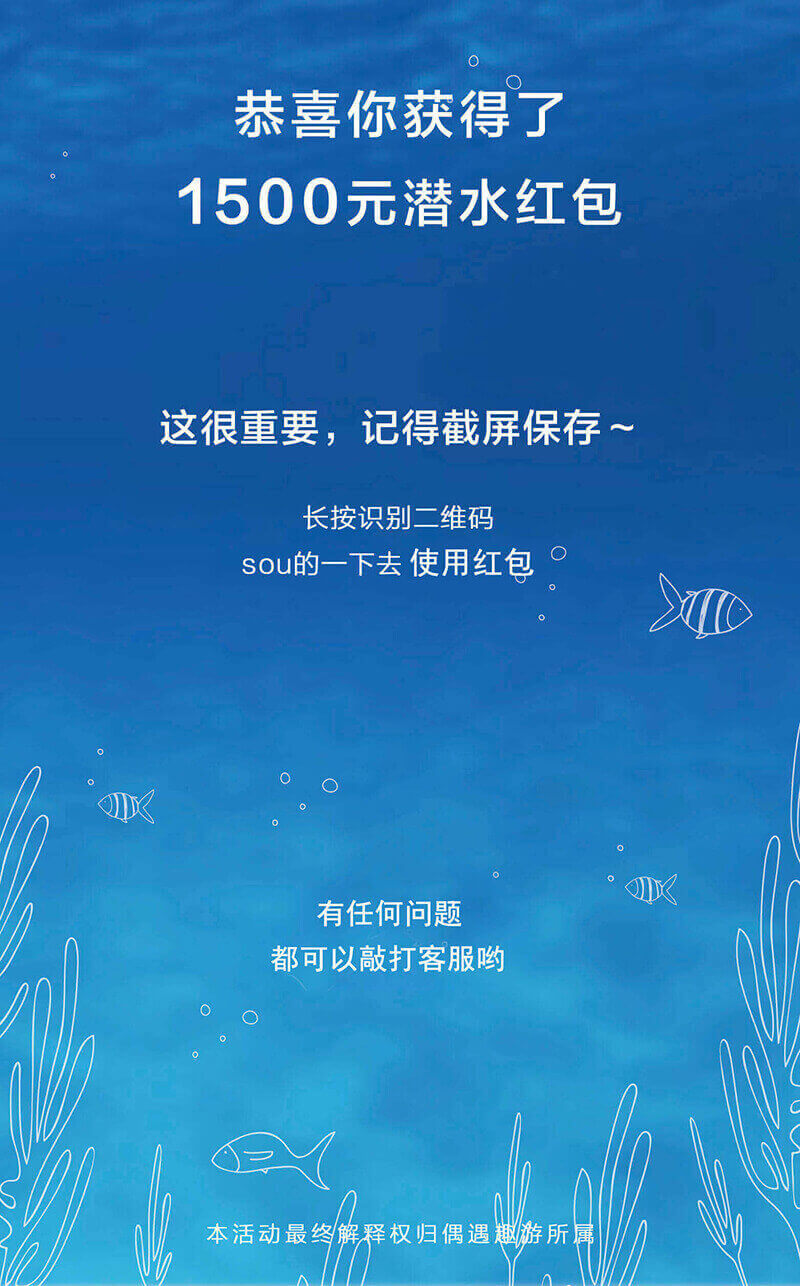 恭喜你获得了
1500元潜水红包
这很重要，记得截屏保存～
长按识别二维码
sou的一下去 使用红包
有任何问题
都可以敲打客服哟
本活动最终解释权归偶遇趣游所属